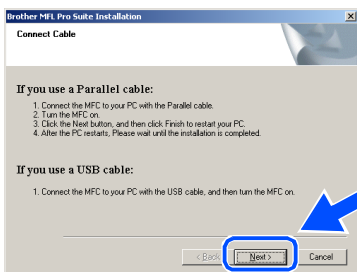 Brother MFL Pro Suite Installation
Connect Cable
If you use a Parallel cable:
1. Connect the MFC to your PC with the Parallel cable.
2. Turn the MFC on.
3. Click the Next button, and then click Finish to restart your PC.
4. After the PC restarts, Please wait until the installation is completed.
If you use a USB cable:
1. Connect the MFC to your PC with the USB cable, and then turn the MFC on.
< Back Next > Cancel